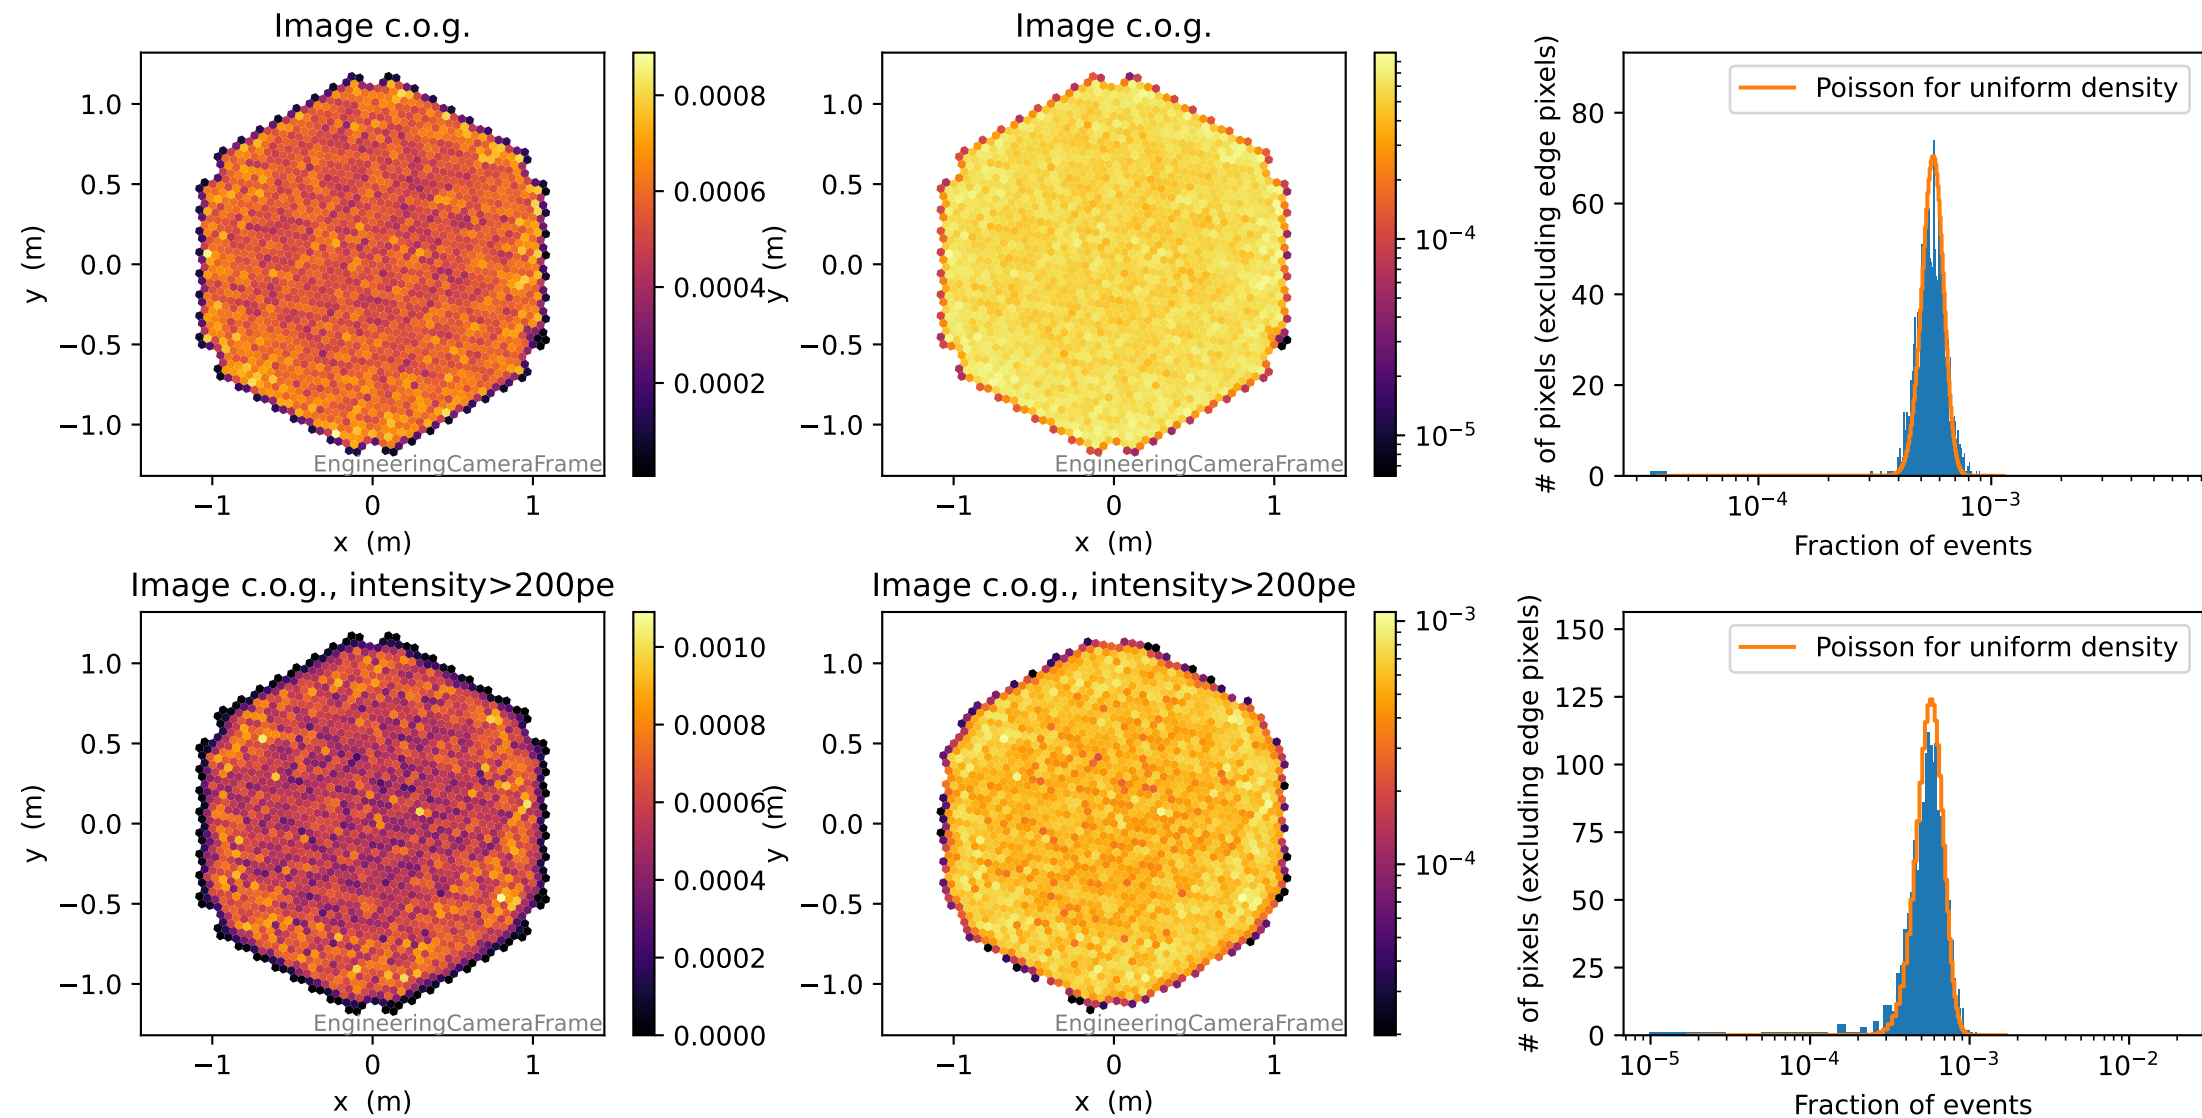 Image c.o.g.
1.0
0.5
0.0
−0.5
−1.0
y (m)
−1 0 1
x (m)
EngineeringCameraFrame
0.0008
0.0006
0.0004
0.0002
Image c.o.g.
1.0
0.5
0.0
−0.5
−1.0
y (m)
−1 0 1
x (m)
EngineeringCameraFrame
10⁻⁴
10⁻⁵
# of pixels (excluding edge pixels)
80
60
40
20
0
Poisson for uniform density
10⁻⁴ 10⁻³
Fraction of events
Image c.o.g., intensity>200pe
1.0
0.5
0.0
−0.5
−1.0
y (m)
−1 0 1
x (m)
EngineeringCameraFrame
0.0010
0.0008
0.0006
0.0004
0.0002
0.0000
Image c.o.g., intensity>200pe
1.0
0.5
0.0
−0.5
−1.0
y (m)
−1 0 1
x (m)
EngineeringCameraFrame
10⁻³
10⁻⁴
# of pixels (excluding edge pixels)
150
125
100
75
50
25
0
Poisson for uniform density
10⁻⁵ 10⁻⁴ 10⁻³ 10⁻²
Fraction of events